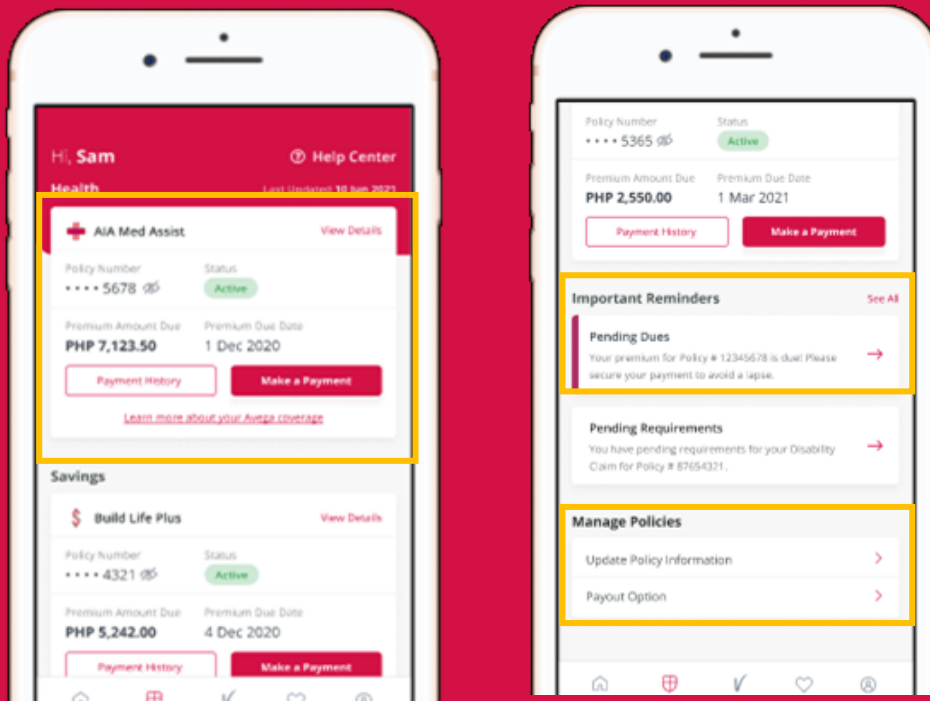 Hi, Sam
Help Center
Health
Last Updated 10 Jun 2021
AIA Med Assist
View Details
Policy Number
Status
•••• 5678
Active
Premium Amount Due
Premium Due Date
PHP 7,123.50
1 Dec 2020
Payment History
Make a Payment
Learn more about your Avega coverage
Savings
Build Life Plus
View Details
Policy Number
Status
•••• 4321
Active
Premium Amount Due
Premium Due Date
PHP 5,242.00
4 Dec 2020
Payment History
Make a Payment
Policy Number
Status
•••• 5365
Active
Premium Amount Due
Premium Due Date
PHP 2,550.00
1 Mar 2021
Payment History
Make a Payment
Important Reminders
See All
Pending Dues
Your premium for Policy # 12345678 is due! Please
secure your payment to avoid a lapse.
Pending Requirements
You have pending requirements for your Disability
Claim for Policy # 87654321.
Manage Policies
Update Policy Information
Payout Option